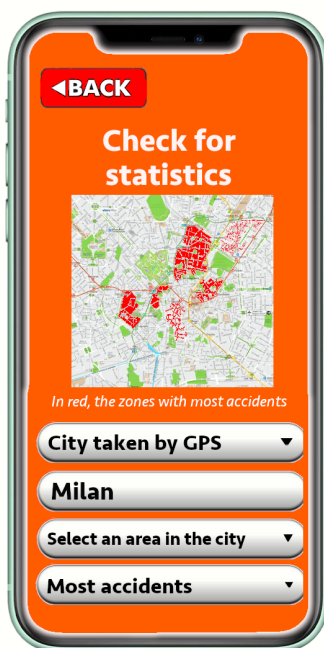 ◄BACK
Check for
statistics
In red, the zones with most accidents
City taken by GPS
Milan
Select an area in the city
Most accidents